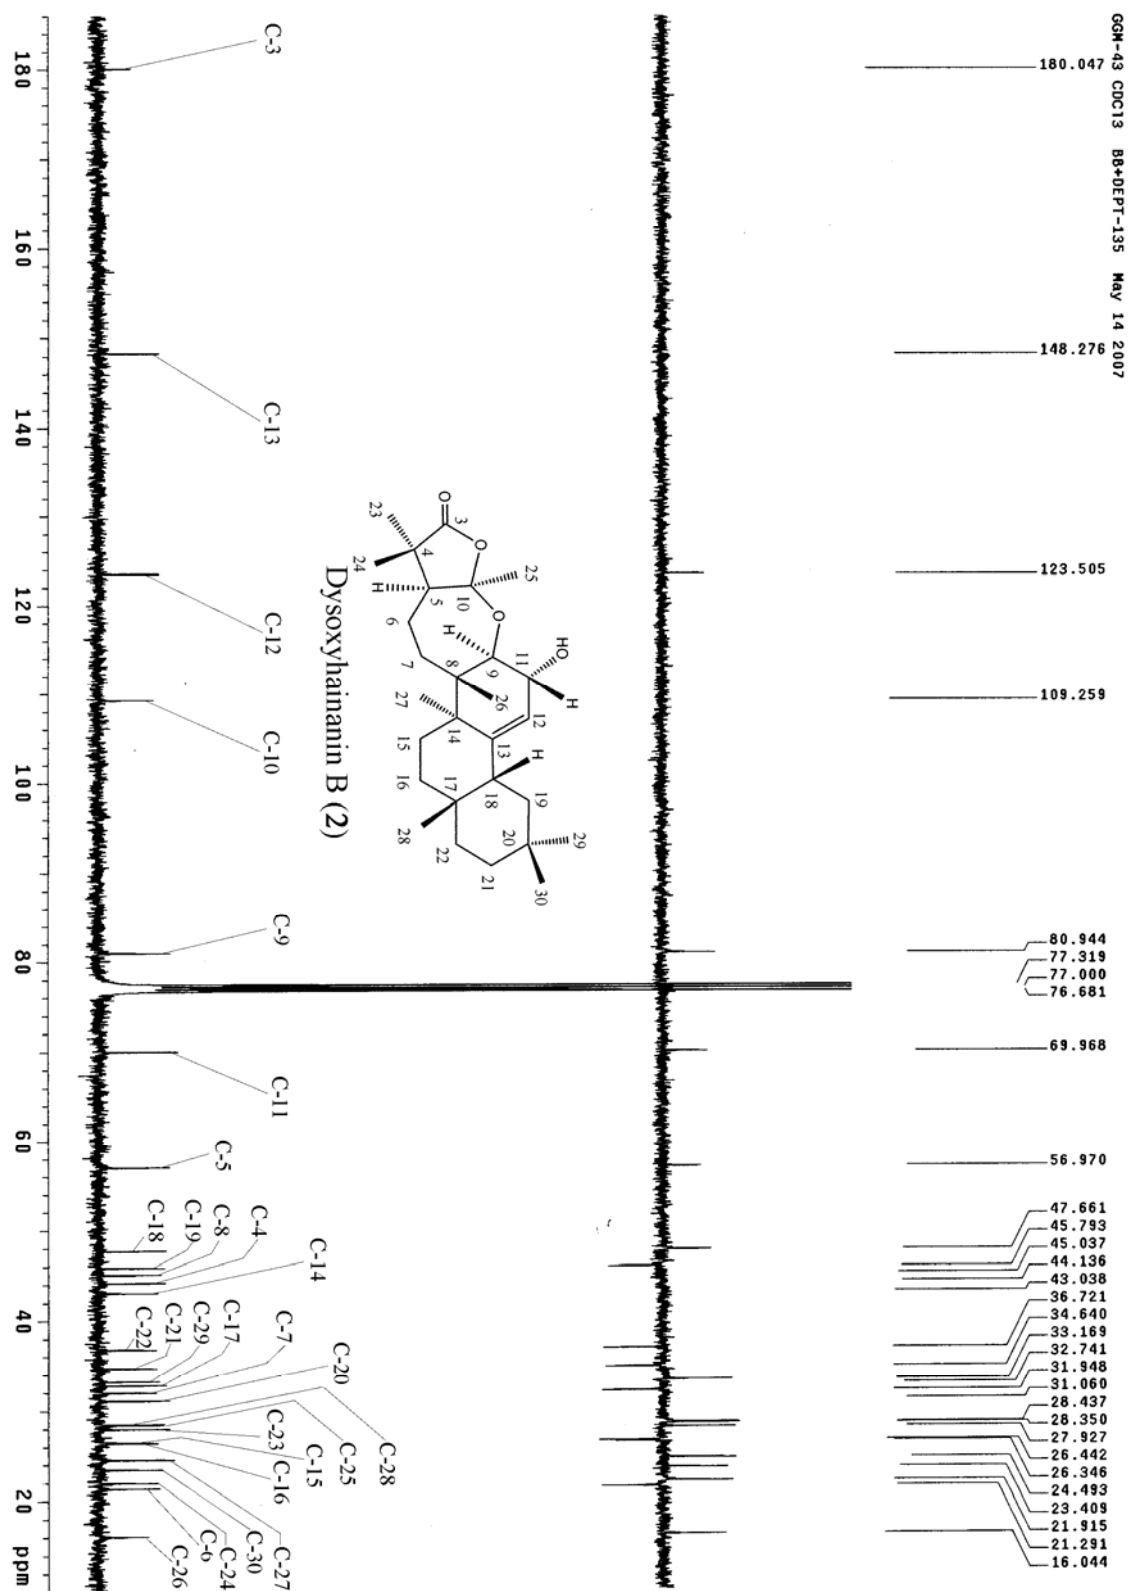 GGM-43 CDCl3 BB+DEPT-135 May 14 2007
180.047
148.276
123.505
109.259
80.944
77.319
77.000
76.681
69.968
56.970
47.661
45.793
45.037
44.136
43.038
36.721
34.640
33.169
32.741
31.948
31.060
28.437
28.350
27.927
26.442
26.346
24.493
23.409
21.915
21.291
16.044
O
3
O
23
24
4
H
5
10
25
O
6
7
H
8
9
HO
11
H
26
27
12
14
13
H
15
16
17
18
19
28
22
20
21
29
30
Dysoxyhainanin B (2)
C-3
C-13
C-12
C-10
C-9
C-11
C-5
C-18
C-19
C-8
C-4
C-14
C-22
C-21
C-29
C-17
C-7
C-20
C-28
C-25
C-23
C-15
C-16
C-27
C-30
C-24
C-6
C-26
180 160 140 120 100 80 60 40 20 ppm